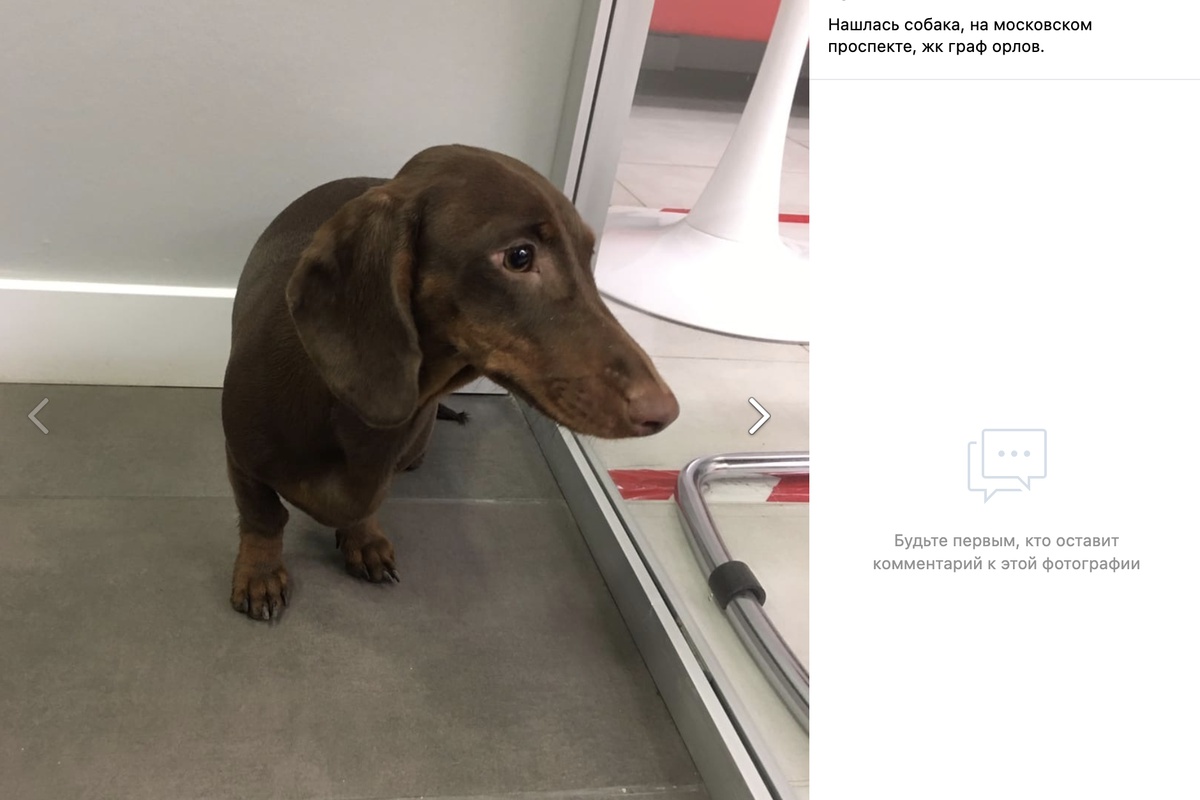 Нашлась собака, на московском
проспекте, жк граф орлов.
Будьте первым, кто оставит
комментарий к этой фотографии